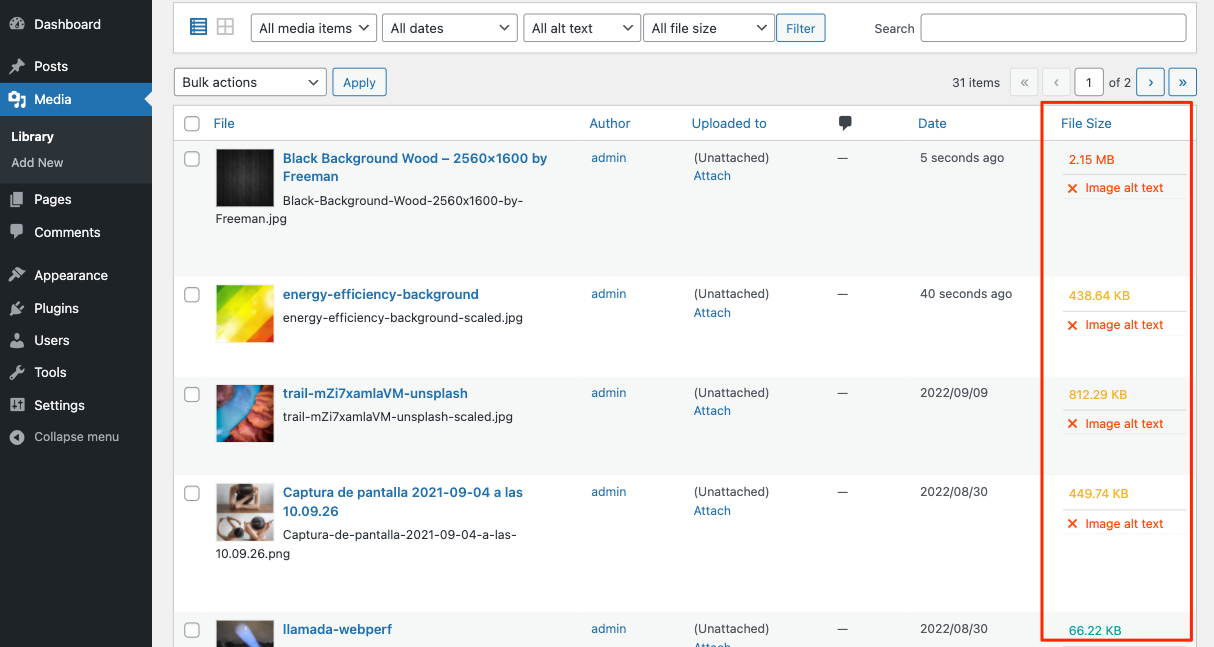 Dashboard
Posts
Media
Library
Add New
Pages
Comments
Appearance
Plugins
Users
Tools
Settings
Collapse menu
All media items All dates All alt text All file size Filter Search
Bulk actions Apply 31 items « ‹ 1 of 2 › »
File Author Uploaded to Date File Size
Black Background Wood – 2560×1600 by admin (Unattached) — 5 seconds ago 2.15 MB
Freeman Attach
Image alt text
Black-Background-Wood-2560x1600-by-
Freeman.jpg
energy-efficiency-background admin (Unattached) — 40 seconds ago 438.64 KB
energy-efficiency-background-scaled.jpg Attach
Image alt text
trail-mZi7xamlaVM-unsplash admin (Unattached) — 2022/09/09 812.29 KB
trail-mZi7xamlaVM-unsplash-scaled.jpg Attach
Image alt text
Captura de pantalla 2021-09-04 a las admin (Unattached) — 2022/08/30 449.74 KB
10.09.26 Attach
Image alt text
Captura-de-pantalla-2021-09-04-a-las-
10.09.26.png
llamada-webperf admin (Unattached) — 2022/08/30 66.22 KB
Attach